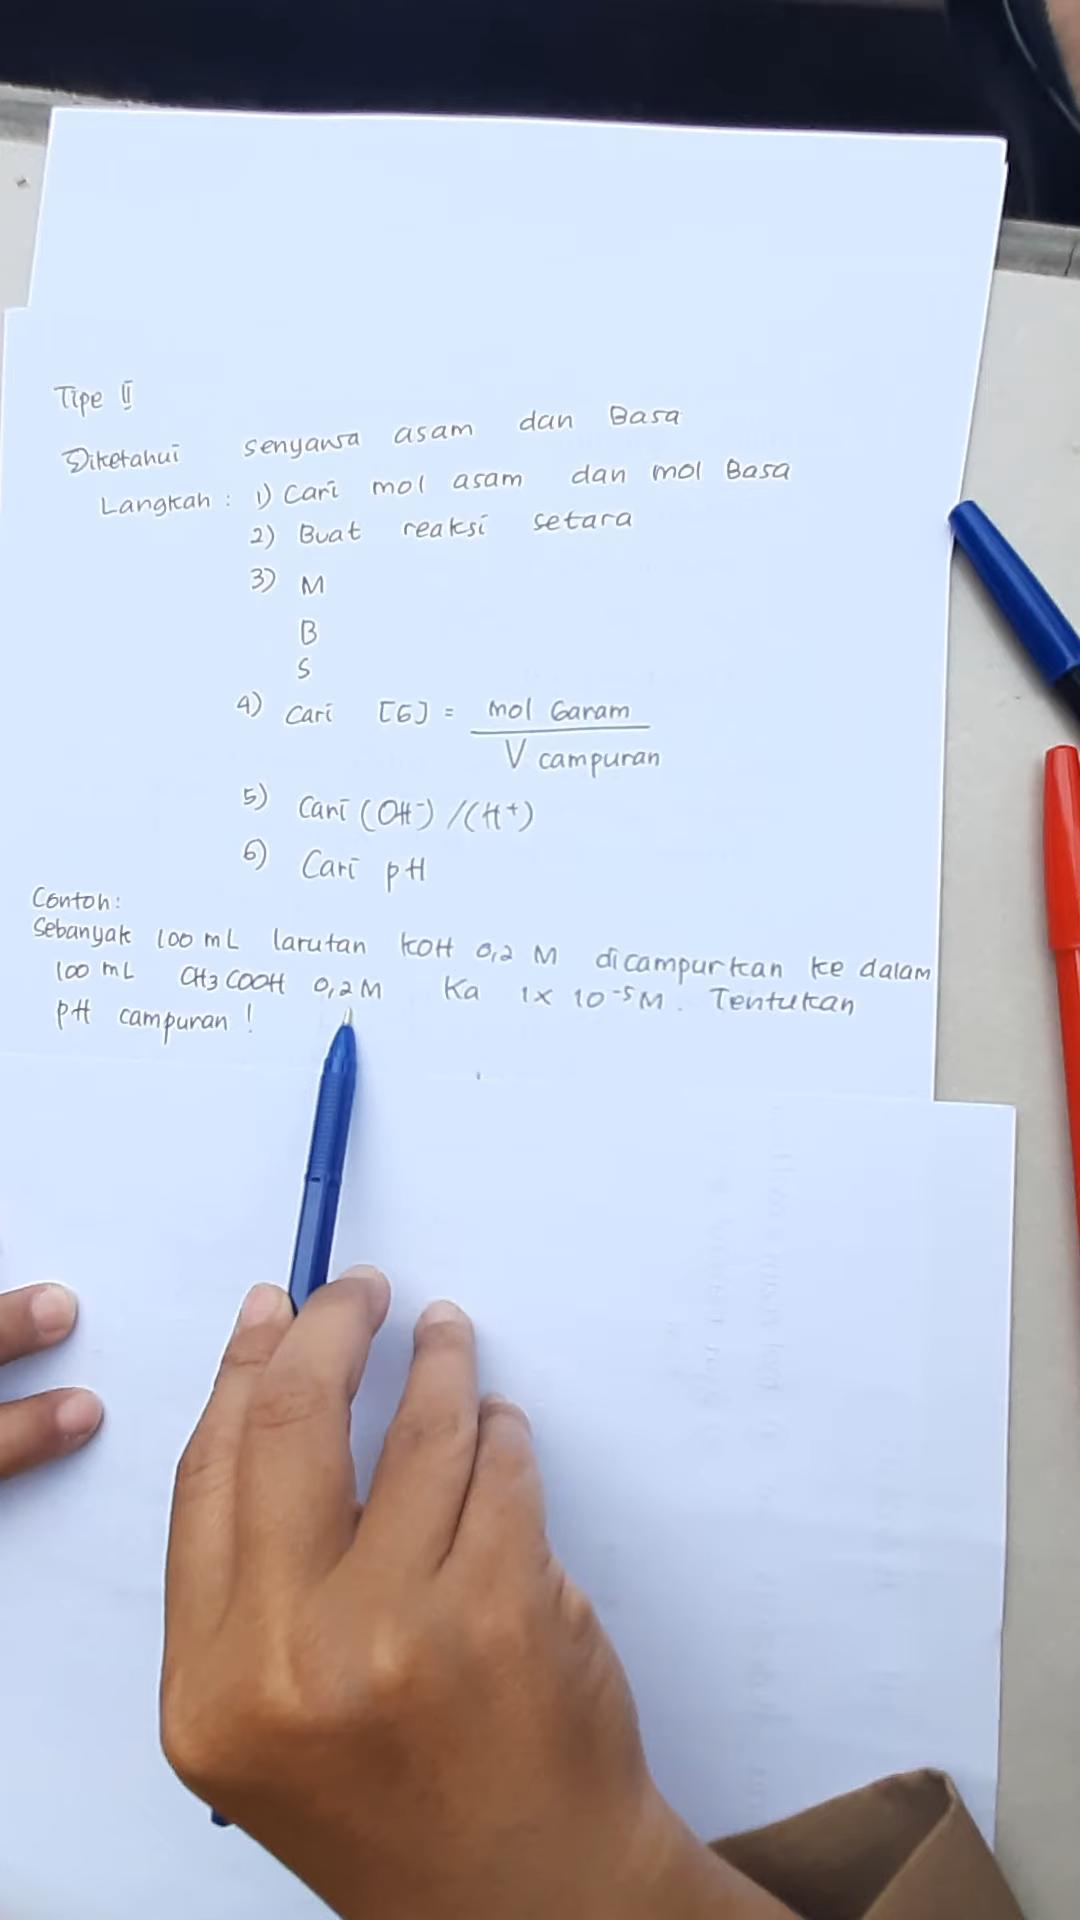 Tipe II
Diketahui senyawa asam dan Basa
Langkah : 1) Cari mol asam dan mol Basa
2) Buat reaksi setara
3) M
B
S
4) Cari [G] = mol Garam
V campuran
5) Cari (OH-) /(H+)
6) Cari pH
Contoh:
Sebanyak 100 mL larutan KOH 0,2 M dicampurkan ke dalam
100 mL CH3COOH 0,2 M Ka 1x 10-5 M. Tentukan
pH campuran !